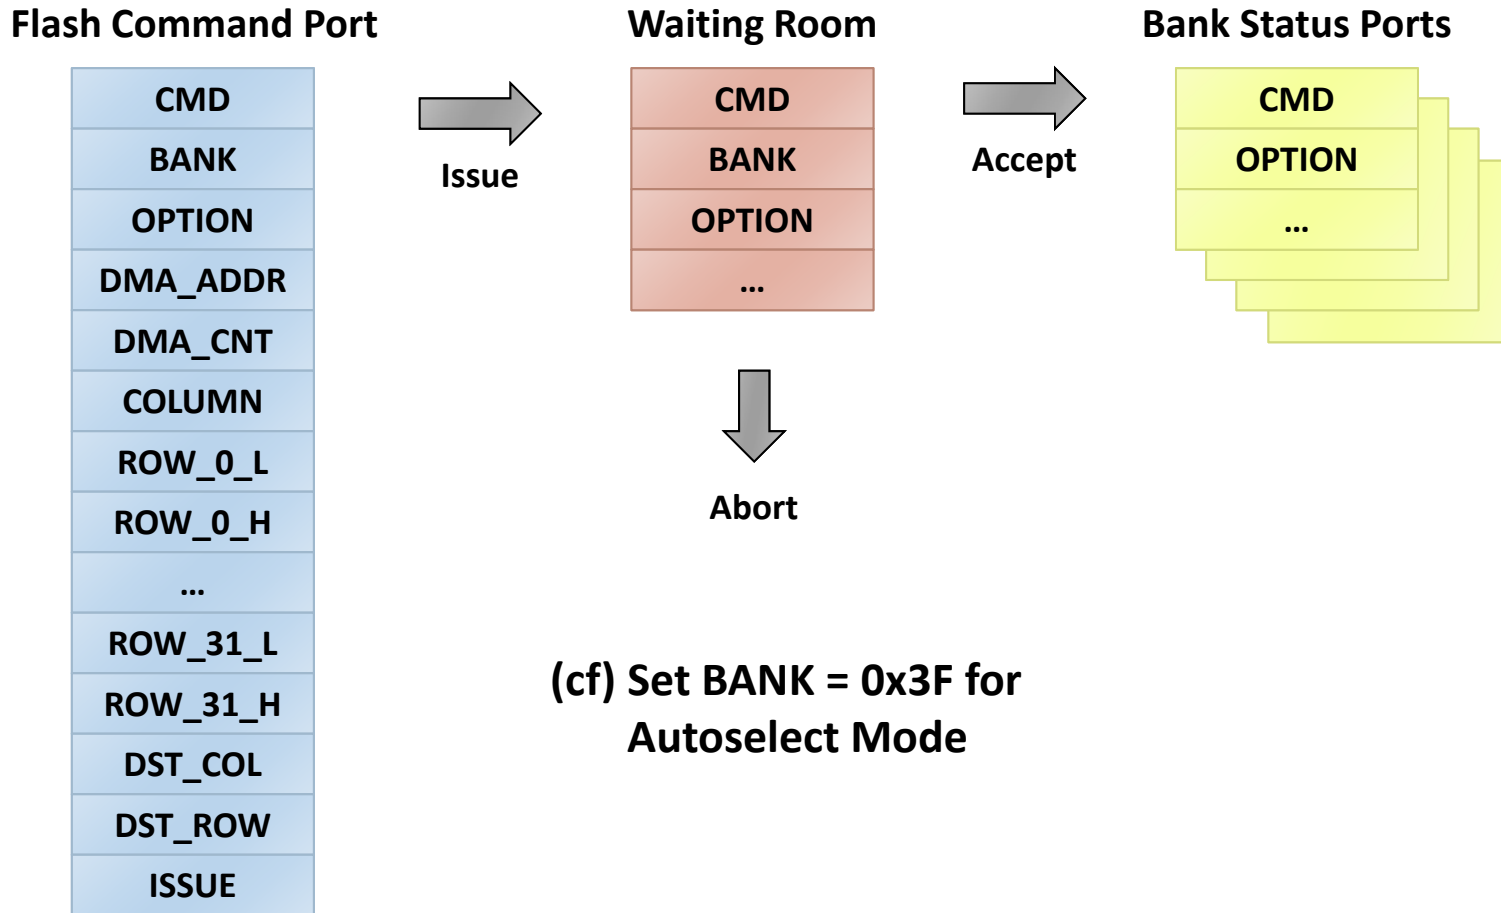 Flash Command Port
CMD
BANK
OPTION
DMA_ADDR
DMA_CNT
COLUMN
ROW_0_L
ROW_0_H
...
ROW_31_L
ROW_31_H
DST_COL
DST_ROW
ISSUE
Issue
Waiting Room
CMD
BANK
OPTION
...
Abort
Accept
Bank Status Ports
CMD
OPTION
...
(cf) Set BANK = 0x3F for
Autoselect Mode